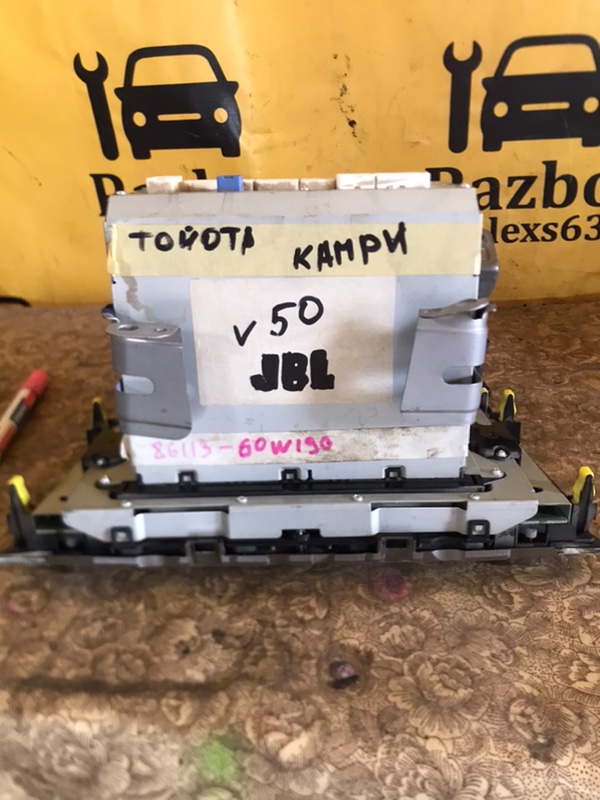 Razbo
lexs63
ТОЙОТА КАМРИ
v 50
JBL
86113-60W190